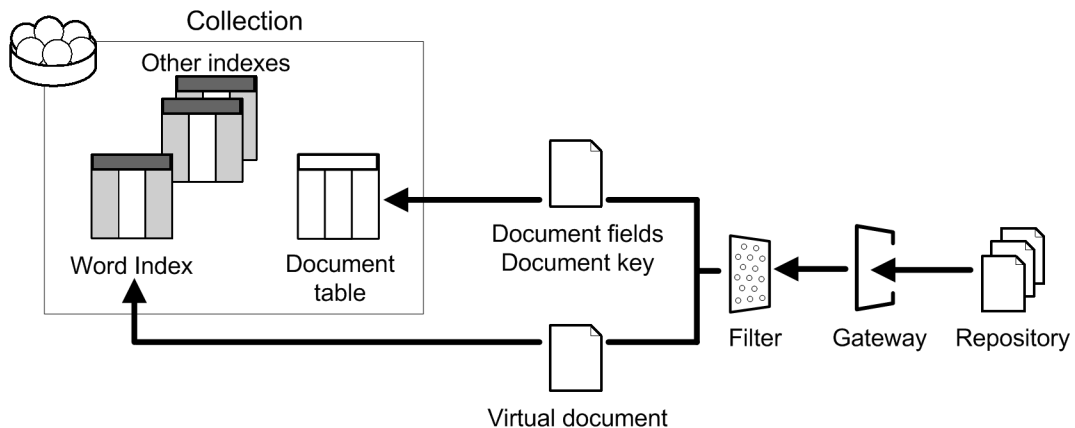 Collection
Other indexes
Word Index
Document
table
Document fields
Document key
Filter
Gateway
Repository
Virtual document